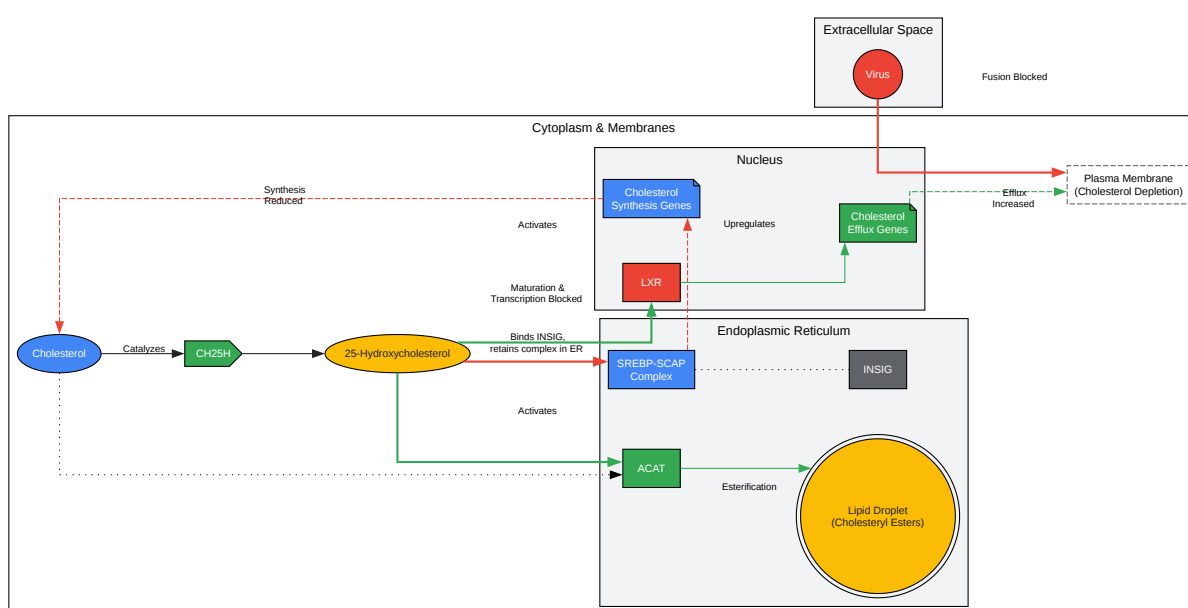 Extracellular Space
Virus
Fusion Blocked
Cytoplasm & Membranes
Nucleus
Plasma Membrane
(Cholesterol Depletion)
Synthesis
Reduced
Cholesterol
Synthesis Genes
Efflux
Increased
Activates
Upregulates
Cholesterol
Efflux Genes
LXR
Maturation &
Transcription Blocked
Endoplasmic Reticulum
Binds INSIG,
retains complex in ER
Cholesterol
Catalyzes
CH25H
25-Hydroxycholesterol
SREBP-SCAP
Complex
INSIG
Activates
ACAT
Esterification
Lipid Droplet
(Cholesteryl Esters)